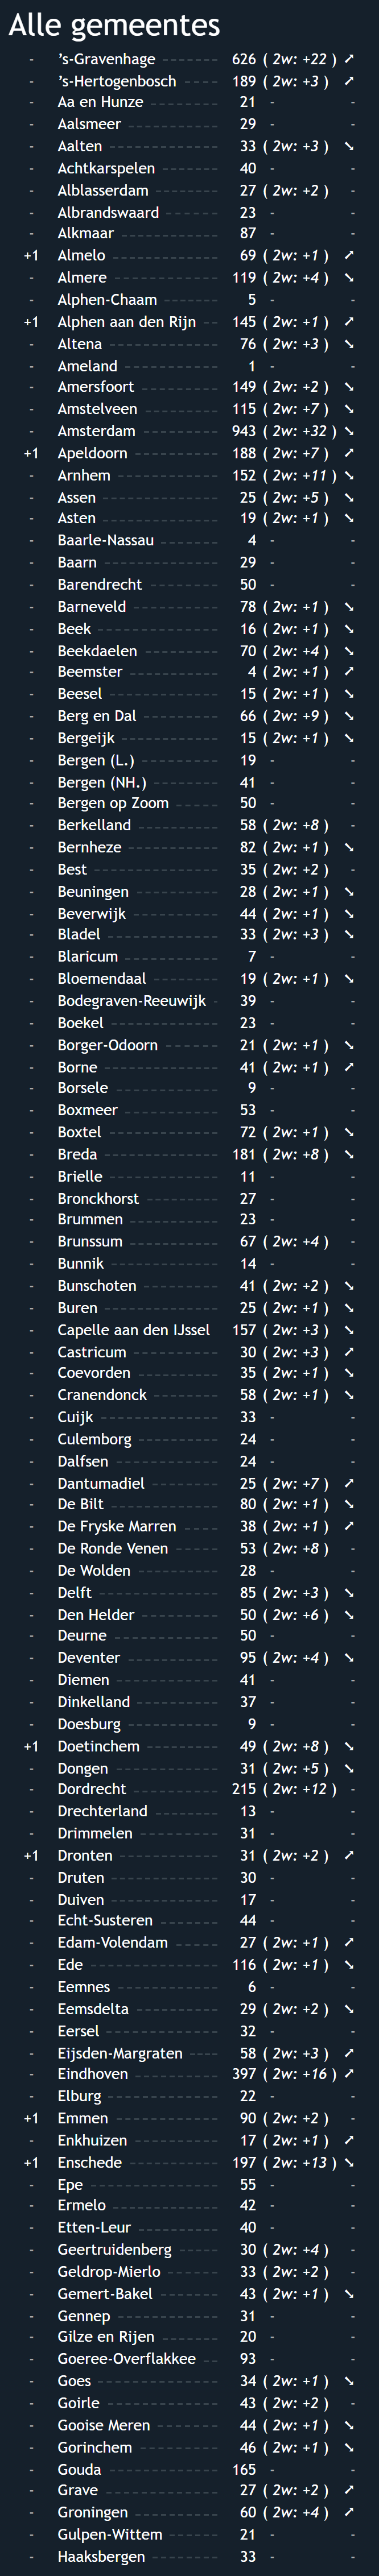 Alle gemeentes
- ’s-Gravenhage 626 ( 2w: +22 ) ➚
- ’s-Hertogenbosch 189 ( 2w: +3 ) ➚
- Aa en Hunze 21 - -
- Aalsmeer 29 - -
- Aalten 33 ( 2w: +3 ) ➘
- Achtkarspelen 40 - -
- Alblasserdam 27 ( 2w: +2 ) -
- Albrandswaard 23 - -
- Alkmaar 87 - -
+1 Almelo 69 ( 2w: +1 ) ➚
- Almere 119 ( 2w: +4 ) ➘
- Alphen-Chaam 5 - -
+1 Alphen aan den Rijn 145 ( 2w: +1 ) ➚
- Altena 76 ( 2w: +3 ) ➘
- Ameland 1 - -
- Amersfoort 149 ( 2w: +2 ) ➘
- Amstelveen 115 ( 2w: +7 ) ➘
- Amsterdam 943 ( 2w: +32 ) ➘
+1 Apeldoorn 188 ( 2w: +7 ) ➚
- Arnhem 152 ( 2w: +11 ) ➘
- Assen 25 ( 2w: +5 ) ➘
- Asten 19 ( 2w: +1 ) ➘
- Baarle-Nassau 4 - -
- Baarn 29 - -
- Barendrecht 50 - -
- Barneveld 78 ( 2w: +1 ) ➘
- Beek 16 ( 2w: +1 ) ➘
- Beekdaelen 70 ( 2w: +4 ) ➘
- Beemster 4 ( 2w: +1 ) ➚
- Beesel 15 ( 2w: +1 ) ➘
- Berg en Dal 66 ( 2w: +9 ) ➘
- Bergeijk 15 ( 2w: +1 ) ➘
- Bergen (L.) 19 - -
- Bergen (NH.) 41 - -
- Bergen op Zoom 50 - -
- Berkelland 58 ( 2w: +8 ) -
- Bernheze 82 ( 2w: +1 ) ➘
- Best 35 ( 2w: +2 ) -
- Beuningen 28 ( 2w: +1 ) ➘
- Beverwijk 44 ( 2w: +1 ) ➘
- Bladel 33 ( 2w: +3 ) ➘
- Blaricum 7 - -
- Bloemendaal 19 ( 2w: +1 ) ➘
- Bodegraven-Reeuwijk 39 - -
- Boekel 23 - -
- Borger-Odoorn 21 ( 2w: +1 ) ➘
- Borne 41 ( 2w: +1 ) ➚
- Borsele 9 - -
- Boxmeer 53 - -
- Boxtel 72 ( 2w: +1 ) ➘
- Breda 181 ( 2w: +8 ) ➘
- Brielle 11 - -
- Bronckhorst 27 - -
- Brummen 23 - -
- Brunssum 67 ( 2w: +4 ) -
- Bunnik 14 - -
- Bunschoten 41 ( 2w: +2 ) ➘
- Buren 25 ( 2w: +1 ) ➘
- Capelle aan den IJssel 157 ( 2w: +3 ) ➘
- Castricum 30 ( 2w: +3 ) ➚
- Coevorden 35 ( 2w: +1 ) ➘
- Cranendonck 58 ( 2w: +1 ) ➘
- Cuijk 33 - -
- Culemborg 24 - -
- Dalfsen 24 - -
- Dantumadiel 25 ( 2w: +7 ) ➚
- De Bilt 80 ( 2w: +1 ) ➘
- De Fryske Marren 38 ( 2w: +1 ) ➚
- De Ronde Venen 53 ( 2w: +8 ) -
- De Wolden 28 - -
- Delft 85 ( 2w: +3 ) ➘
- Den Helder 50 ( 2w: +6 ) ➘
- Deurne 50 - -
- Deventer 95 ( 2w: +4 ) ➘
- Diemen 41 - -
- Dinkelland 37 - -
- Doesburg 9 - -
+1 Doetinchem 49 ( 2w: +8 ) ➘
- Dongen 31 ( 2w: +5 ) ➘
- Dordrecht 215 ( 2w: +12 ) -
- Drechterland 13 - -
- Drimmelen 31 - -
+1 Dronten 31 ( 2w: +2 ) ➚
- Druten 30 - -
- Duiven 17 - -
- Echt-Susteren 44 - -
- Edam-Volendam 27 ( 2w: +1 ) ➚
- Ede 116 ( 2w: +1 ) ➘
- Eemnes 6 - -
- Eemsdelta 29 ( 2w: +2 ) ➘
- Eersel 32 - -
- Eijsden-Margraten 58 ( 2w: +3 ) ➚
- Eindhoven 397 ( 2w: +16 ) ➚
- Elburg 22 - -
+1 Emmen 90 ( 2w: +2 ) -
- Enkhuizen 17 ( 2w: +1 ) ➚
+1 Enschede 197 ( 2w: +13 ) ➘
- Epe 55 - -
- Ermelo 42 - -
- Etten-Leur 40 - -
- Geertruidenberg 30 ( 2w: +4 ) -
- Geldrop-Mierlo 33 ( 2w: +2 ) -
- Gemert-Bakel 43 ( 2w: +1 ) ➘
- Gennep 31 - -
- Gilze en Rijen 20 - -
- Goeree-Overflakkee 93 - -
- Goes 34 ( 2w: +1 ) ➘
- Goirle 43 ( 2w: +2 ) -
- Gooise Meren 44 ( 2w: +1 ) ➘
- Gorinchem 46 ( 2w: +1 ) ➘
- Gouda 165 - -
- Grave 27 ( 2w: +2 ) ➚
- Groningen 60 ( 2w: +4 ) ➚
- Gulpen-Wittem 21 - -
- Haaksbergen 33 - -